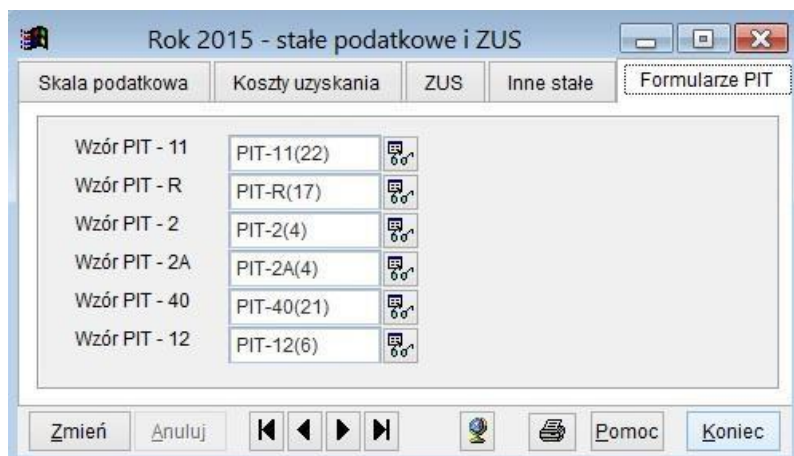 Rok 2015 - stałe podatkowe i ZUS
Skala podatkowa Koszty uzyskania ZUS Inne stałe Formularze PIT
Wzór PIT - 11 PIT-11(22)
Wzór PIT - R PIT-R(17)
Wzór PIT - 2 PIT-2(4)
Wzór PIT - 2A PIT-2A(4)
Wzór PIT - 40 PIT-40(21)
Wzór PIT - 12 PIT-12(6)
Zmień Anuluj Pomoc Koniec